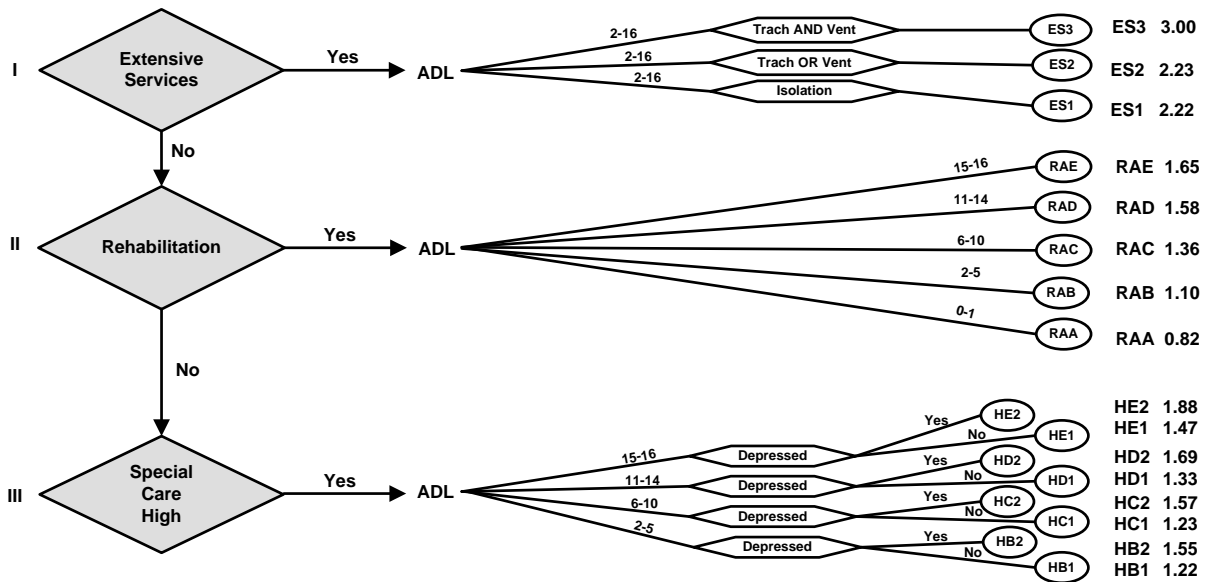 I
Extensive
Services
Yes
ADL
2-16
Trach AND Vent
ES3
ES3 3.00
2-16
Trach OR Vent
ES2
ES2 2.23
2-16
Isolation
ES1
ES1 2.22
No
II
Rehabilitation
Yes
ADL
15-16
RAE
RAE 1.65
11-14
RAD
RAD 1.58
6-10
RAC
RAC 1.36
2-5
RAB
RAB 1.10
0-1
RAA
RAA 0.82
No
III
Special
Care
High
Yes
ADL
15-16
Depressed
Yes
HE2
HE2 1.88
No
HE1
HE1 1.47
11-14
Depressed
Yes
HD2
HD2 1.69
No
HD1
HD1 1.33
6-10
Depressed
Yes
HC2
HC2 1.57
No
HC1
HC1 1.23
2-5
Depressed
Yes
HB2
HB2 1.55
No
HB1
HB1 1.22